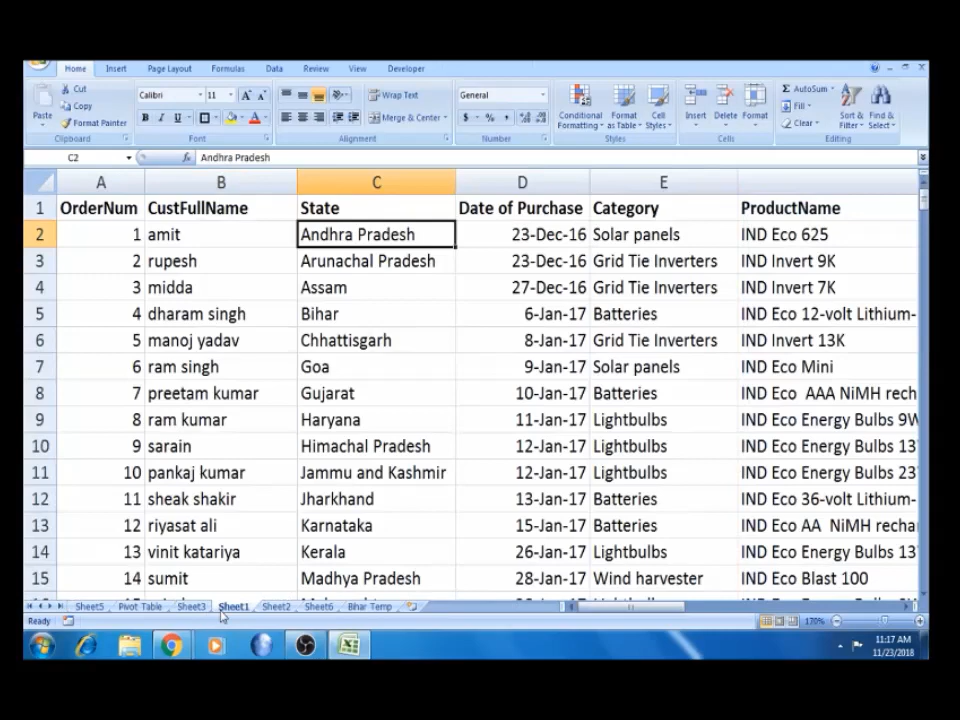 Home Insert Page Layout Formulas Data Review View Developer
Cut
Copy
Paste
Format Painter
Clipboard
Calibri 11
B I U
Font
Wrap Text
Merge & Center
Alignment
General
$ % ,
Number
Conditional Formatting
Format as Table
Cell Styles
Styles
Insert Delete Format
Cells
Σ AutoSum
Fill
Clear
Sort & Filter
Find & Select
Editing
C2 fx Andhra Pradesh
A B C D E
1 OrderNum CustFullName State Date of Purchase Category ProductName
2 1 amit Andhra Pradesh 23-Dec-16 Solar panels IND Eco 625
3 2 rupesh Arunachal Pradesh 23-Dec-16 Grid Tie Inverters IND Invert 9K
4 3 midda Assam 27-Dec-16 Grid Tie Inverters IND Invert 7K
5 4 dharam singh Bihar 6-Jan-17 Batteries IND Eco 12-volt Lithium-
6 5 manoj yadav Chhattisgarh 8-Jan-17 Grid Tie Inverters IND Invert 13K
7 6 ram singh Goa 9-Jan-17 Solar panels IND Eco Mini
8 7 preetam kumar Gujarat 10-Jan-17 Batteries IND Eco AAA NiMH rech
9 8 ram kumar Haryana 11-Jan-17 Lightbulbs IND Eco Energy Bulbs 9W
10 9 sarain Himachal Pradesh 12-Jan-17 Lightbulbs IND Eco Energy Bulbs 13
11 10 pankaj kumar Jammu and Kashmir 12-Jan-17 Lightbulbs IND Eco Energy Bulbs 23
12 11 sheak shakir Jharkhand 13-Jan-17 Batteries IND Eco 36-volt Lithium-
13 12 riyasat ali Karnataka 15-Jan-17 Batteries IND Eco AA NiMH recha
14 13 vinit katariya Kerala 26-Jan-17 Lightbulbs IND Eco Energy Bulbs 13
15 14 sumit Madhya Pradesh 28-Jan-17 Wind harvester IND Eco Blast 100
Sheet5 Pivot Table Sheet3 Sheet1 Sheet2 Sheet6 Bihar Temp
Ready 170%
11:17 AM
11/23/2018